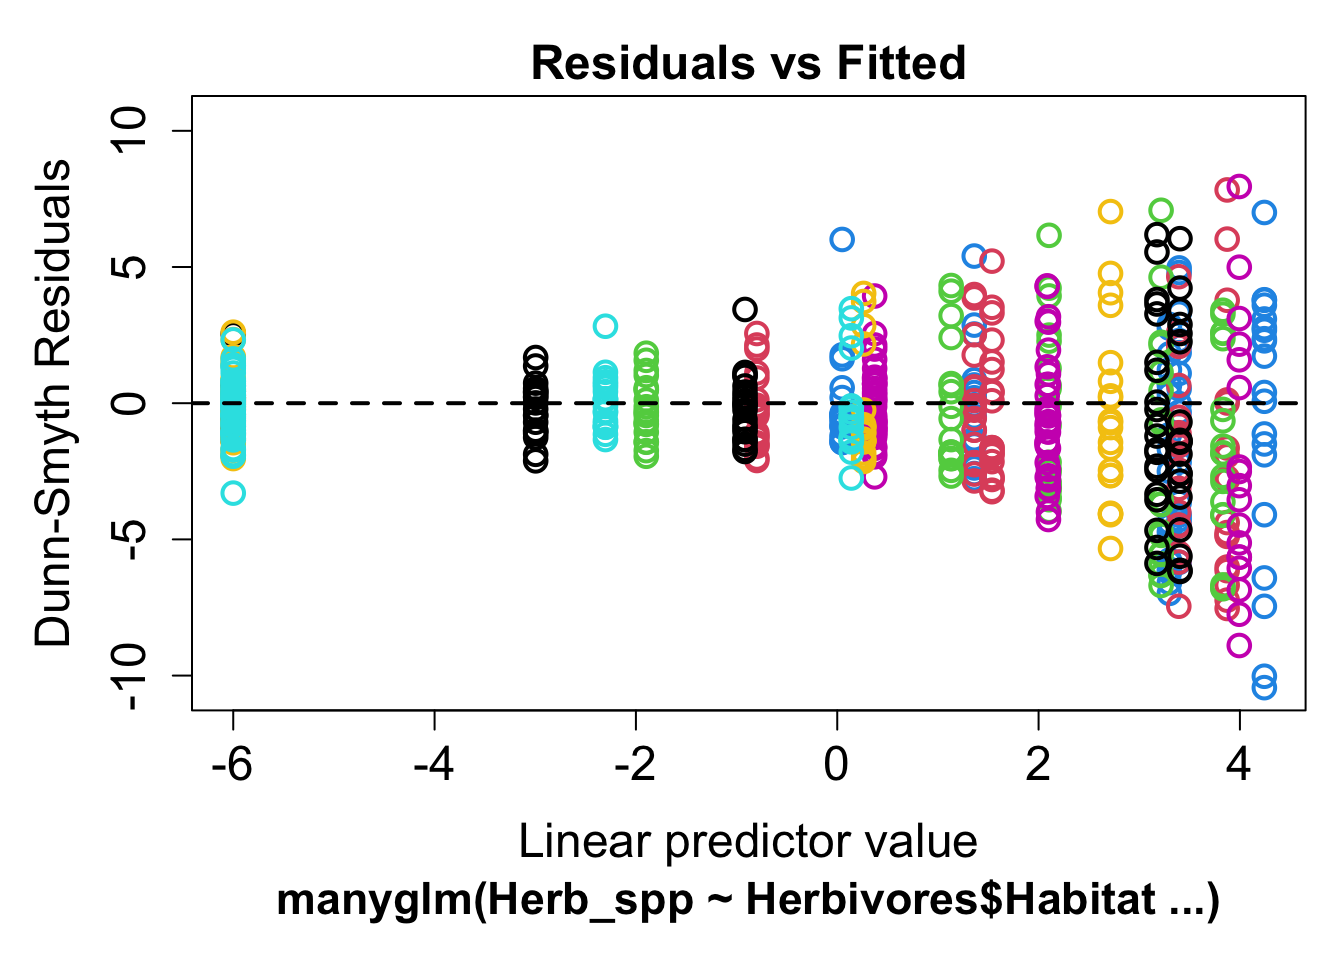 Residuals vs Fitted
10
5
0
-5
-10
Dunn-Smyth Residuals
-6 -4 -2 0 2 4
Linear predictor value
manyglm(Herb_spp ~ Herbivores$Habitat ...)